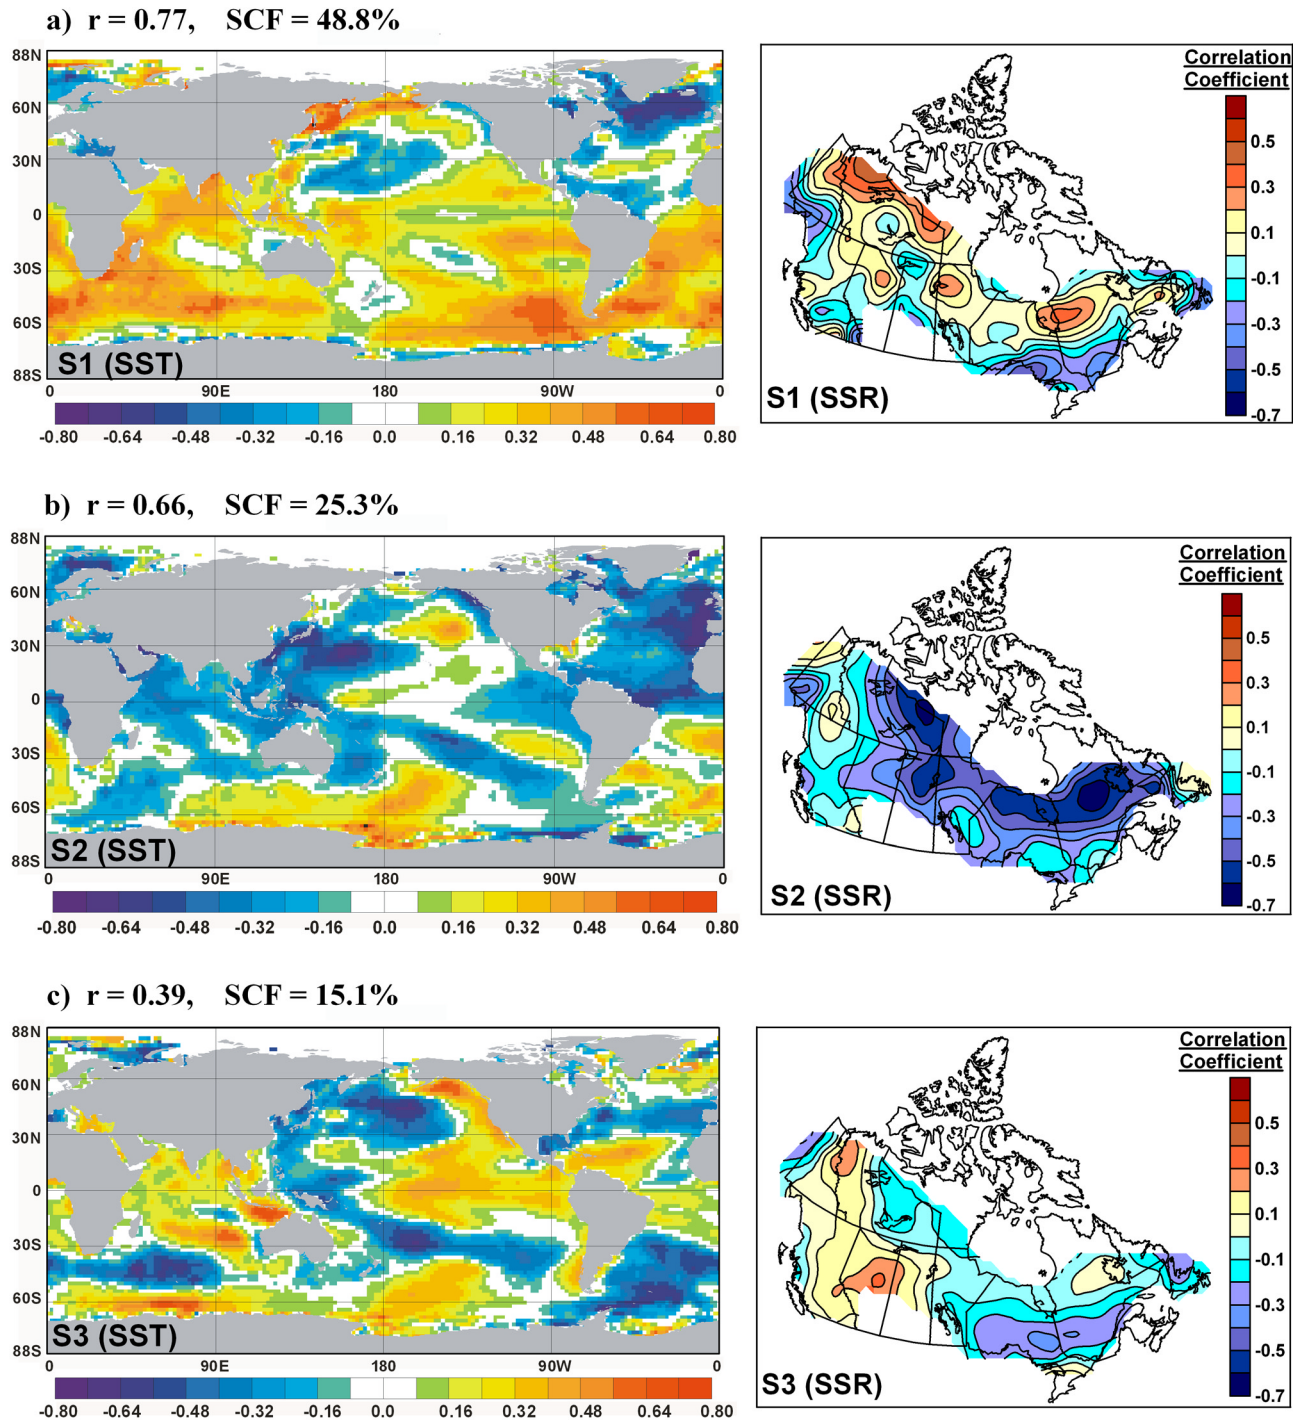 a) r = 0.77, SCF = 48.8%
88N
60N
30N
0
30S
60S
88S
S1 (SST)
0 90E 180 90W 0
-0.80 -0.64 -0.48 -0.32 -0.16 0.0 0.16 0.32 0.48 0.64 0.80
Correlation
Coefficient
0.5
0.3
0.1
-0.1
-0.3
-0.5
-0.7
S1 (SSR)
b) r = 0.66, SCF = 25.3%
88N
60N
30N
0
30S
60S
88S
S2 (SST)
0 90E 180 90W 0
-0.80 -0.64 -0.48 -0.32 -0.16 0.0 0.16 0.32 0.48 0.64 0.80
Correlation
Coefficient
0.5
0.3
0.1
-0.1
-0.3
-0.5
-0.7
S2 (SSR)
c) r = 0.39, SCF = 15.1%
88N
60N
30N
0
30S
60S
88S
S3 (SST)
0 90E 180 90W 0
-0.80 -0.64 -0.48 -0.32 -0.16 0.0 0.16 0.32 0.48 0.64 0.80
Correlation
Coefficient
0.5
0.3
0.1
-0.1
-0.3
-0.5
-0.7
S3 (SSR)